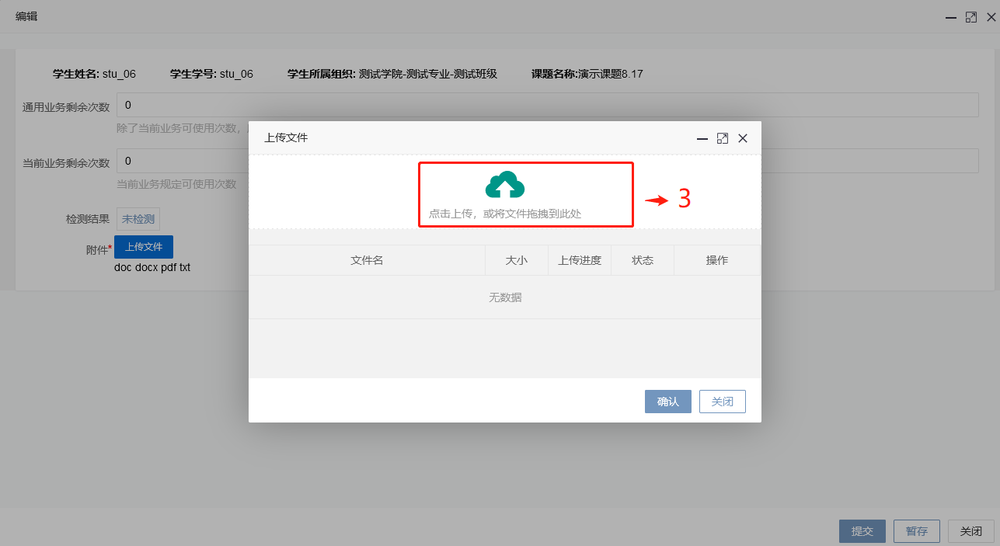 编辑
学生姓名: stu_06 学生学号: stu_06 学生所属组织: 测试学院-测试专业-测试班级 课题名称:演示课题8.17
通用业务剩余次数 0
除了当前业务可使用次数,
当前业务剩余次数 0
当前业务规定可使用次数
检测结果 未检测
附件* 上传文件
doc docx pdf txt
上传文件
点击上传，或将文件拖拽到此处
3
文件名 大小 上传进度 状态 操作
无数据
确认 关闭
提交 暂存 关闭